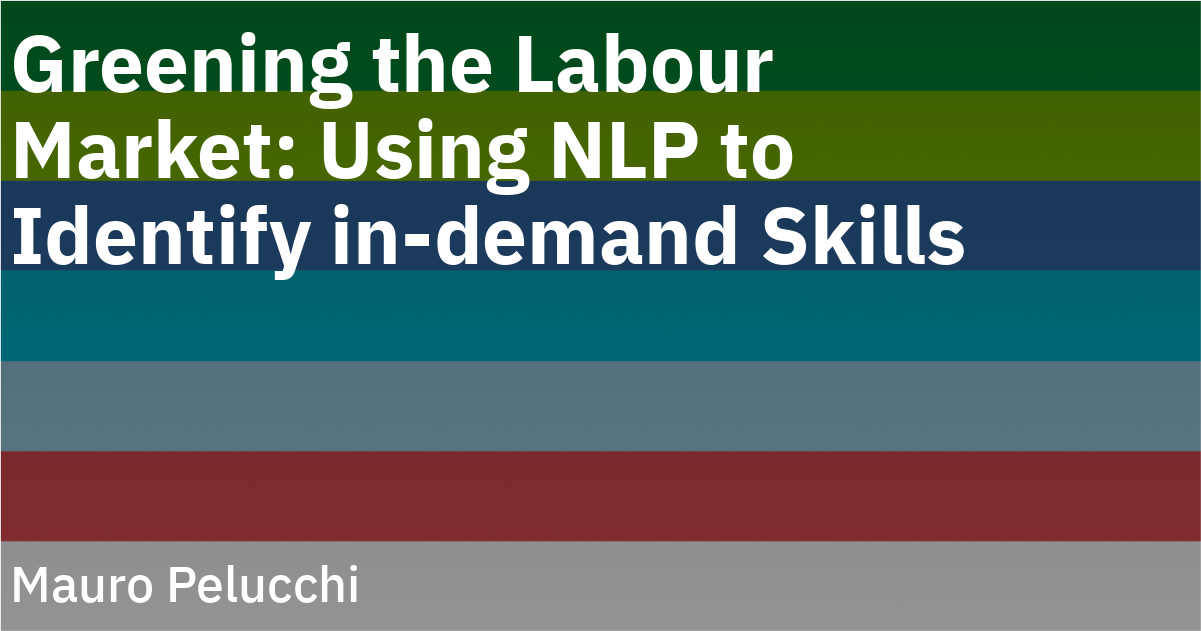 Greening the Labour
Market: Using NLP to
Identify in-demand Skills
Mauro Pelucchi